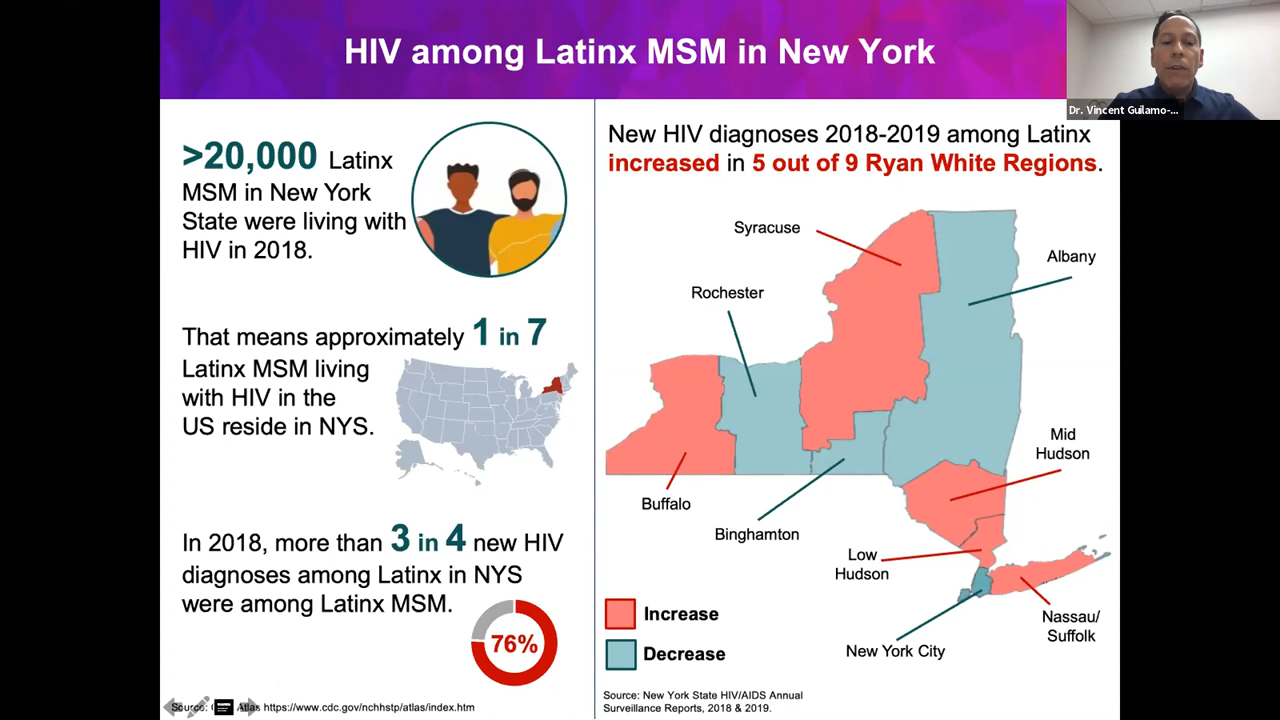 HIV among Latinx MSM in New York
Dr. Vincent Guilamo-...
>20,000 Latinx
MSM in New York
State were living with
HIV in 2018.
That means approximately 1 in 7
Latinx MSM living
with HIV in the
US reside in NYS.
In 2018, more than 3 in 4 new HIV
diagnoses among Latinx in NYS
were among Latinx MSM.
76%
Source: Atlas https://www.cdc.gov/nchhstp/atlas/index.htm
New HIV diagnoses 2018-2019 among Latinx
increased in 5 out of 9 Ryan White Regions.
Syracuse
Albany
Rochester
Mid
Hudson
Buffalo
Binghamton
Low
Hudson
Nassau/
Suffolk
New York City
Increase
Decrease
Source: New York State HIV/AIDS Annual
Surveillance Reports, 2018 & 2019.